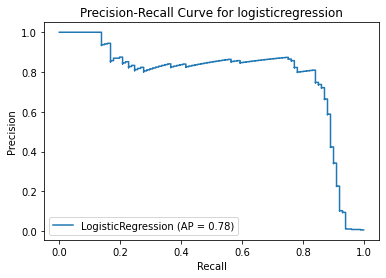 Precision-Recall Curve for logisticregression
1.0
0.8
0.6
0.4
0.2
0.0
Precision
LogisticRegression (AP = 0.78)
0.0 0.2 0.4 0.6 0.8 1.0
Recall